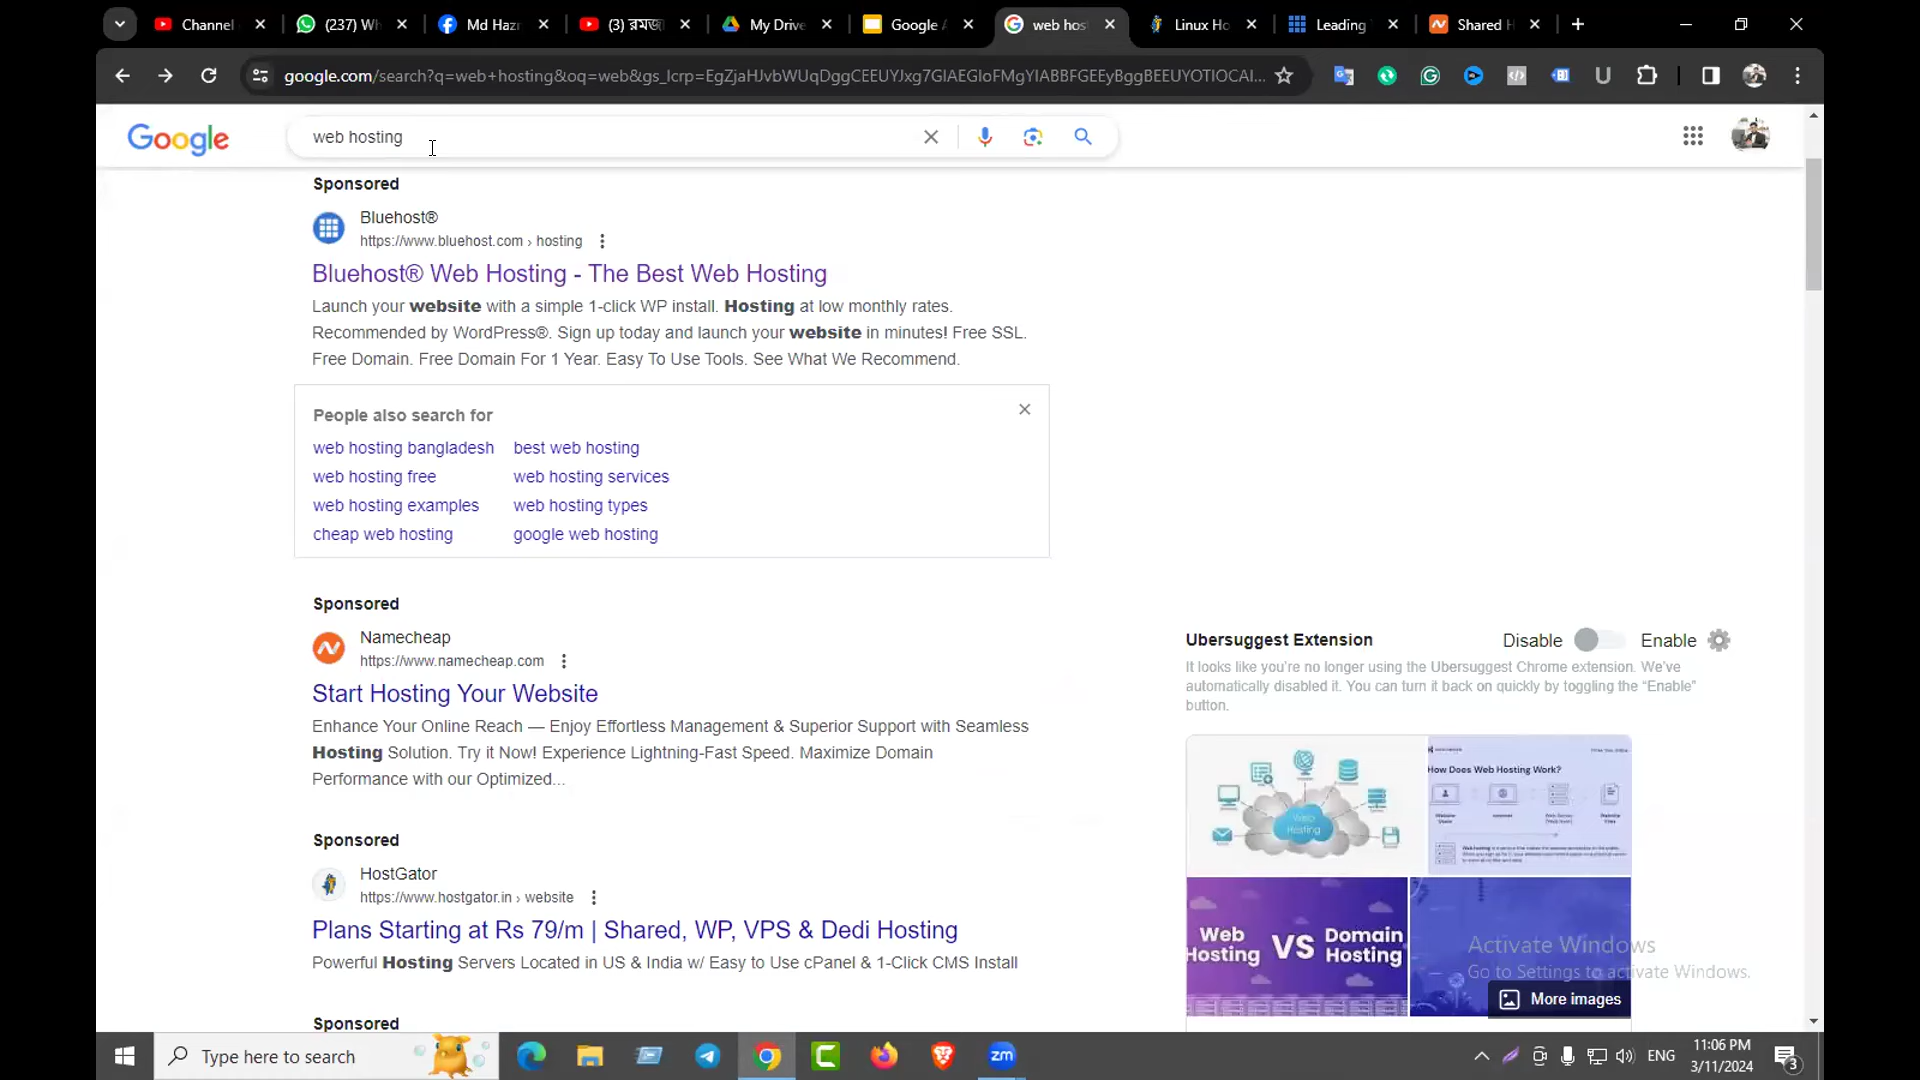 Channel
(237) Wh
Md Hazr
(3) রমজা
My Drive
Google A
web hos
Linux Ho
Leading
Shared H
google.com/search?q=web+hosting&oq=web&gs_lcrp=EgZjaHJvbWUqDggCEEUYJxg7GIAEGIoFMgYIABBFGEEyBggBEEUYOTIOCAI...
Google
web hosting
Sponsored
Bluehost®
https://www.bluehost.com › hosting
Bluehost® Web Hosting - The Best Web Hosting
Launch your website with a simple 1-click WP install. Hosting at low monthly rates.
Recommended by WordPress®. Sign up today and launch your website in minutes! Free SSL.
Free Domain. Free Domain For 1 Year. Easy To Use Tools. See What We Recommend.
People also search for
web hosting bangladesh
best web hosting
web hosting free
web hosting services
web hosting examples
web hosting types
cheap web hosting
google web hosting
Sponsored
Namecheap
https://www.namecheap.com
Start Hosting Your Website
Enhance Your Online Reach — Enjoy Effortless Management & Superior Support with Seamless
Hosting Solution. Try it Now! Experience Lightning-Fast Speed. Maximize Domain
Performance with our Optimized...
Sponsored
HostGator
https://www.hostgator.in › website
Plans Starting at Rs 79/m | Shared, WP, VPS & Dedi Hosting
Powerful Hosting Servers Located in US & India w/ Easy to Use cPanel & 1-Click CMS Install
Sponsored
Ubersuggest Extension
Disable
Enable
It looks like you're no longer using the Ubersuggest Chrome extension. We've
automatically disabled it. You can turn it back on quickly by toggling the “Enable”
button.
Web
Hosting
How Does Web Hosting Work?
Web
Hosting
VS
Domain
Hosting
Activate Windows
Go to Settings to activate Windows.
More images
Type here to search
zm
ENG
11:06 PM
3/11/2024
3